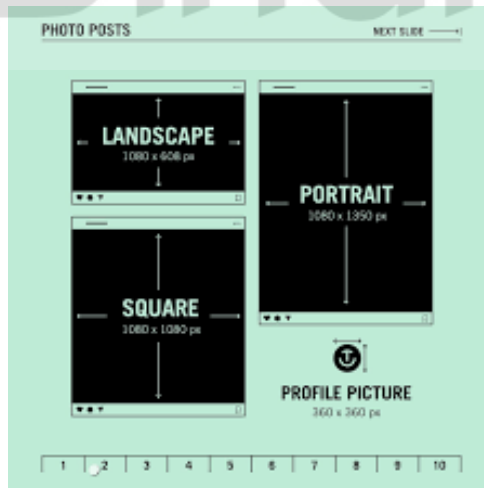 PHOTO POSTS
NEXT SLIDE
LANDSCAPE
1080 x 608 px
PORTRAIT
1080 x 1350 px
SQUARE
1080 x 1080 px
PROFILE PICTURE
360 x 360 px
1 2 3 4 5 6 7 8 9 10